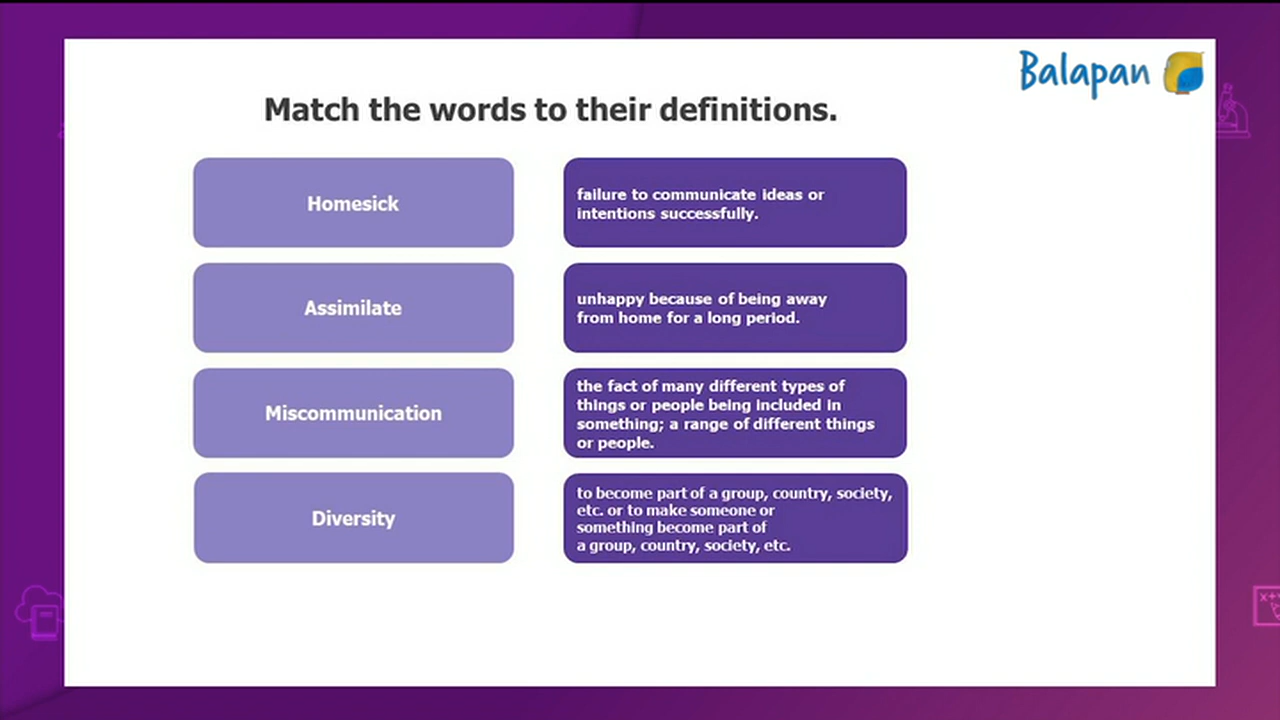 Balapan
Match the words to their definitions.
Homesick
failure to communicate ideas or
intentions successfully.
Assimilate
unhappy because of being away
from home for a long period.
Miscommunication
the fact of many different types of
things or people being included in
something; a range of different things
or people.
Diversity
to become part of a group, country, society,
etc. or to make someone or
something become part of
a group, country, society, etc.